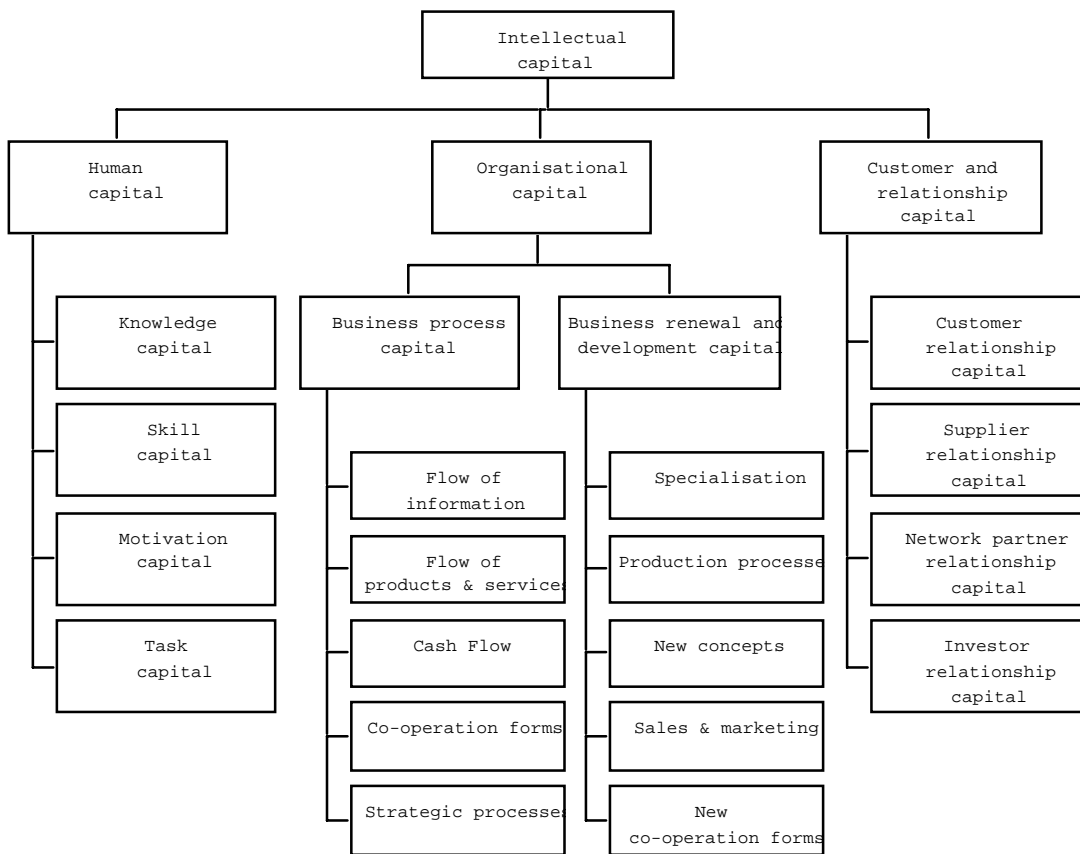 Intellectual
capital
Human
capital
Organisational
capital
Customer and
relationship
capital
Knowledge
capital
Skill
capital
Motivation
capital
Task
capital
Business process
capital
Flow of
information
Flow of
products & services
Cash Flow
Co-operation forms
Strategic processes
Business renewal and
development capital
Specialisation
Production processe
New concepts
Sales & marketing
New
co-operation forms
Customer
relationship
capital
Supplier
relationship
capital
Network partner
relationship
capital
Investor
relationship
capital